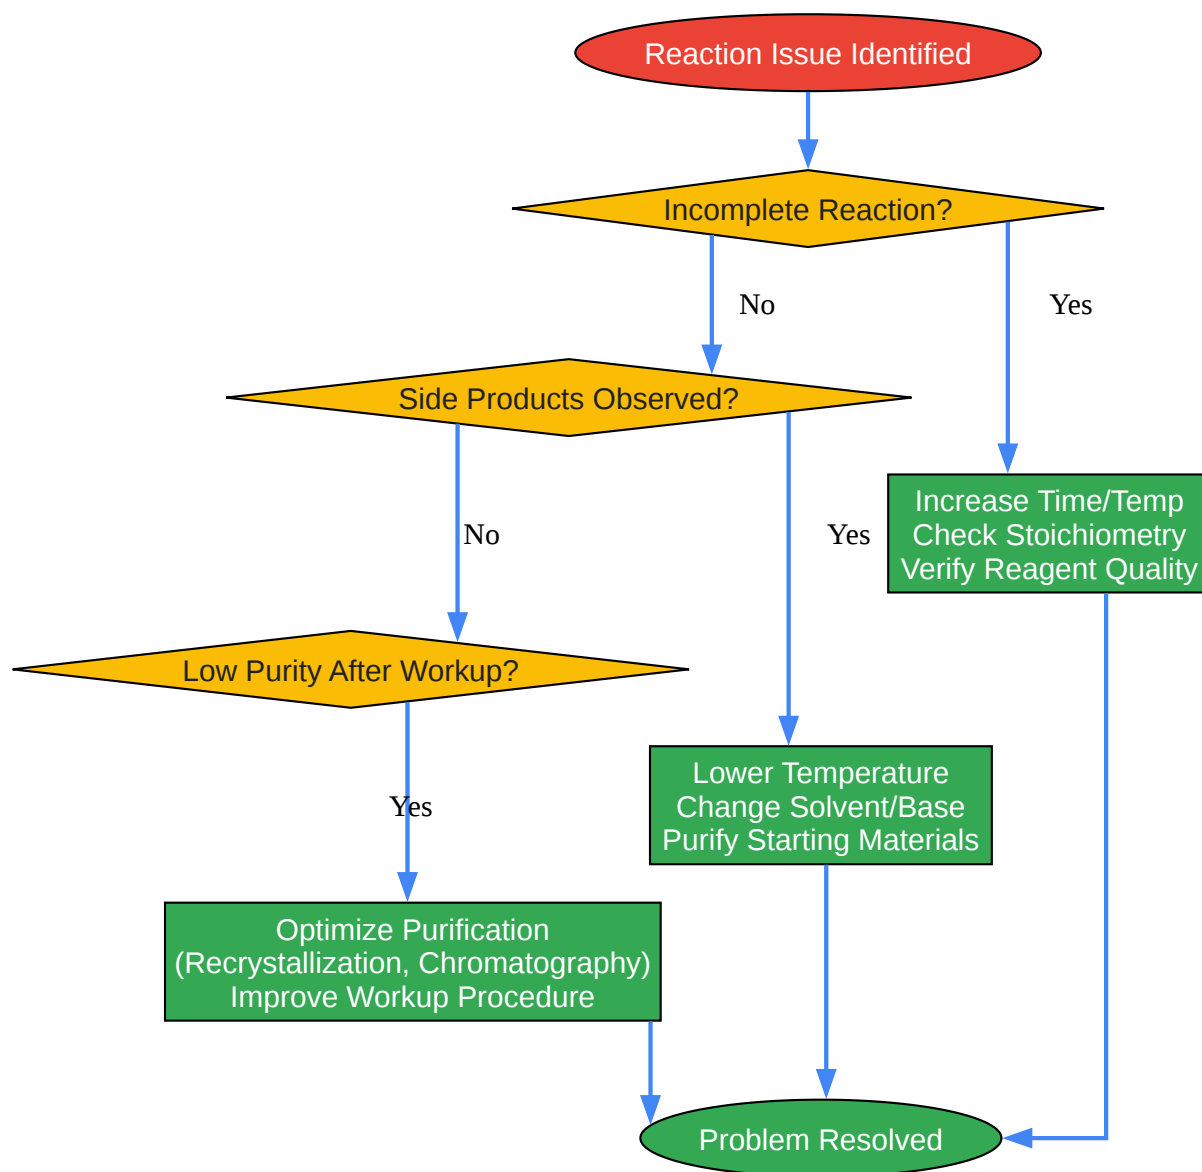 Reaction Issue Identified
Incomplete Reaction?
No
Yes
Side Products Observed?
Increase Time/Temp
Check Stoichiometry
Verify Reagent Quality
No
Yes
Low Purity After Workup?
Lower Temperature
Change Solvent/Base
Purify Starting Materials
Yes
Optimize Purification
(Recrystallization, Chromatography)
Improve Workup Procedure
Problem Resolved